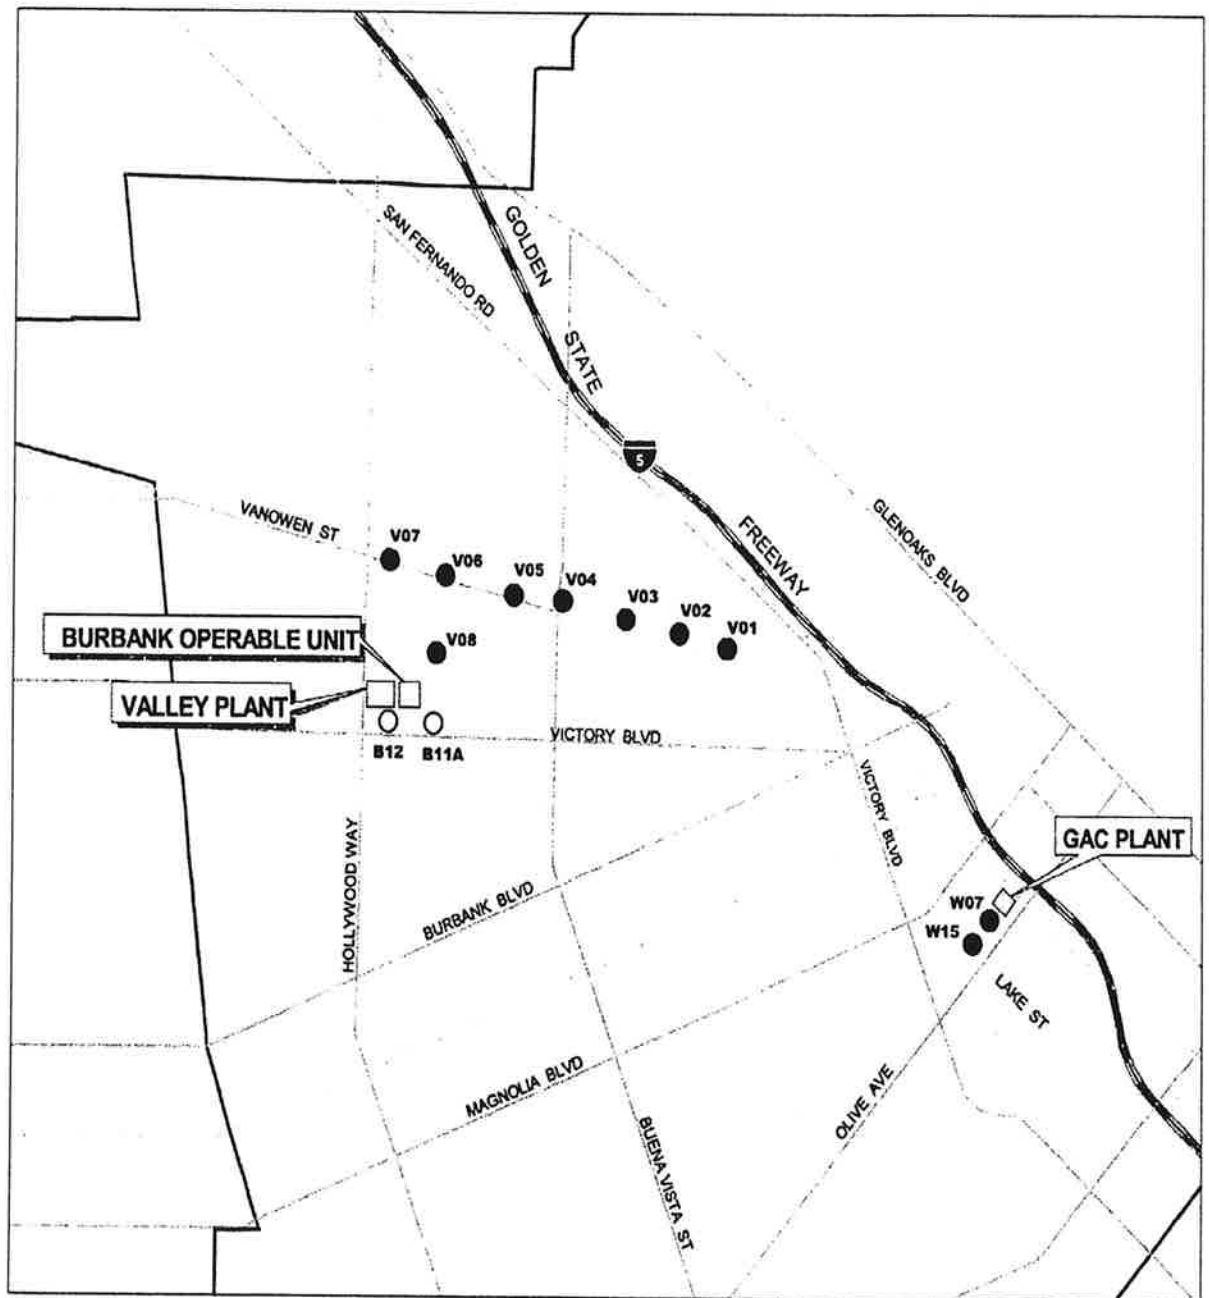 GOLDEN
SAN FERNANDO RD
STATE
5
FREEWAY
GLENOAKS BLVD
VANOWEN ST
V07
V06
V05
V04
V03
V02
V01
V08
BURBANK OPERABLE UNIT
VALLEY PLANT
B12
B11A
VICTORY BLVD
VICTORY BLVD
HOLLYWOOD WAY
GAC PLANT
BURBANK BLVD
W07
W15
LAKE ST
MAGNOLIA BLVD
OLIVE AVE
BUENA VISTA ST